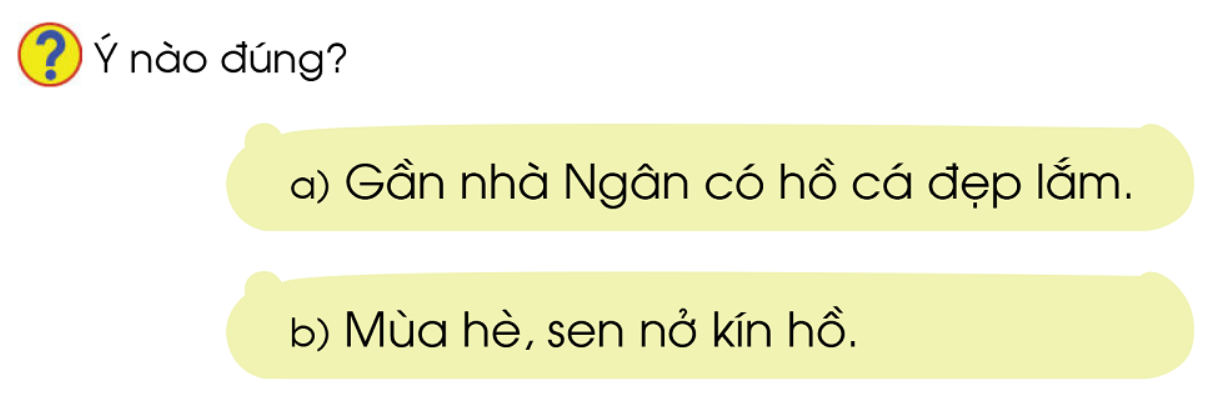 ? Ý nào đúng?
a) Gần nhà Ngân có hồ cá đẹp lắm.
b) Mùa hè, sen nở kín hồ.